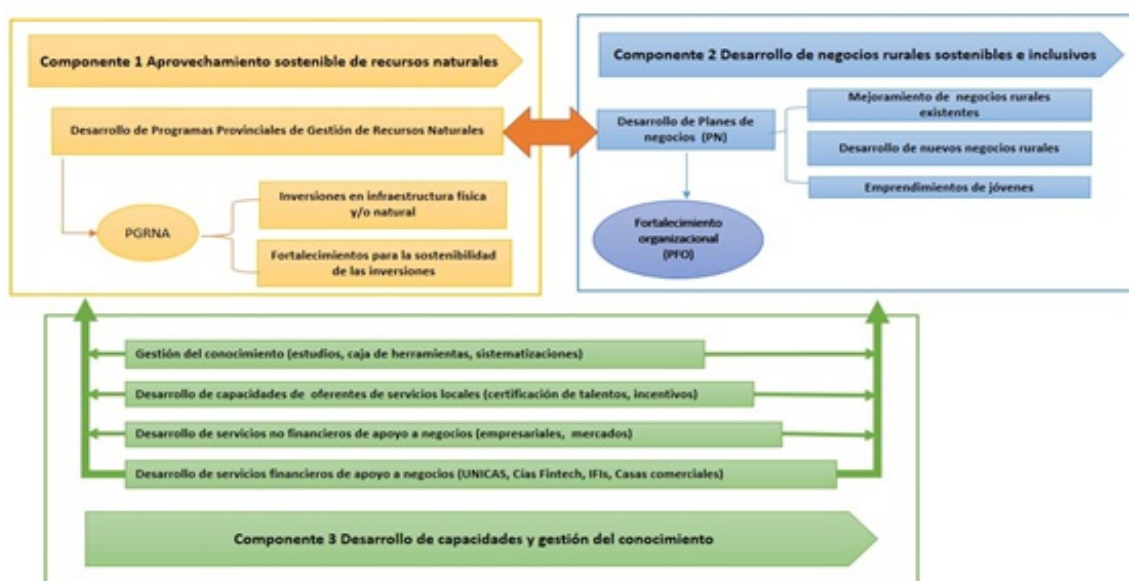 Componente 1 Aprovechamiento sostenible de recursos naturales
Desarrollo de Programas Provinciales de Gestión de Recursos Naturales
PGRNA
Inversiones en infraestructura física
y/o natural
Fortalecimientos para la sostenibilidad
de las inversiones
Componente 2 Desarrollo de negocios rurales sostenibles e inclusivos
Desarrollo de Planes de
negocios (PN)
Mejoramiento de negocios rurales
existentes
Desarrollo de nuevos negocios rurales
Emprendimientos de jóvenes
Fortalecimiento
organizacional
(PFO)
Gestión del conocimiento (estudios, caja de herramientas, sistematizaciones)
Desarrollo de capacidades de oferentes de servicios locales (certificación de talentos, incentivos)
Desarrollo de servicios no financieros de apoyo a negocios (empresariales, mercados)
Desarrollo de servicios financieros de apoyo a negocios (UNICAS, Cías Fintech, IFIs, Casas comerciales)
Componente 3 Desarrollo de capacidades y gestión del conocimiento